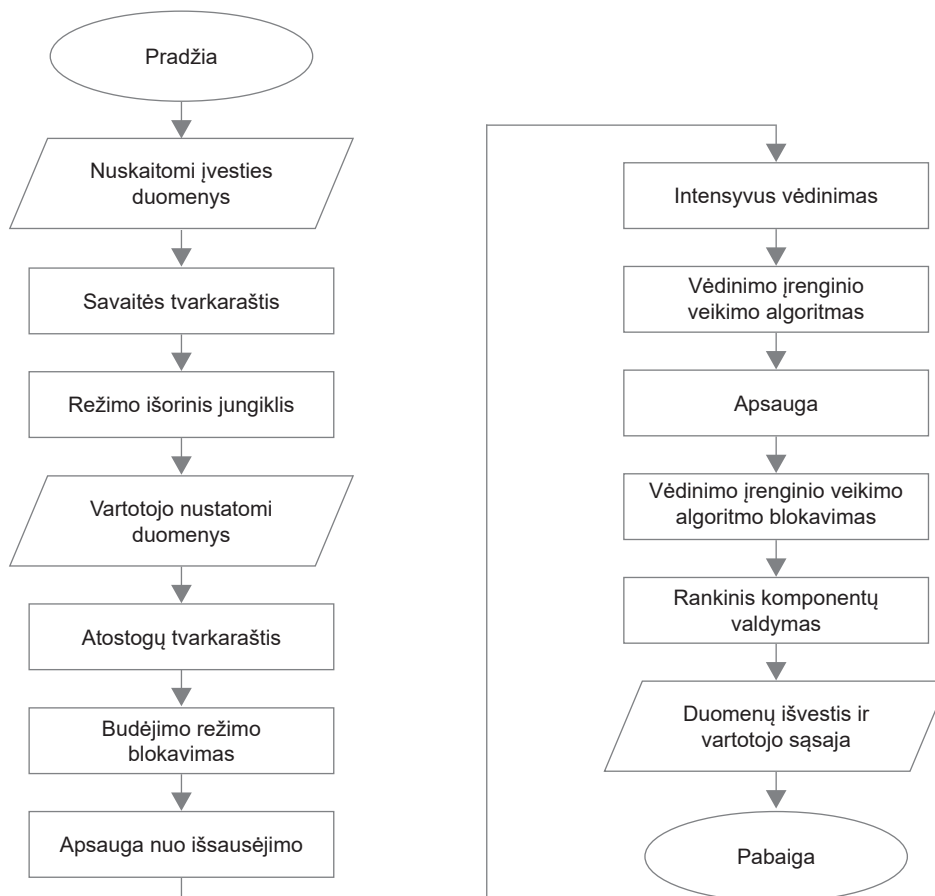 Pradžia
Nuskaitomi įvesties
duomenys
Savaitės tvarkaraštis
Režimo išorinis jungiklis
Vartotojo nustatomi
duomenys
Atostogų tvarkaraštis
Budėjimo režimo
blokavimas
Apsauga nuo išsausėjimo
Intensyvus vėdinimas
Vėdinimo įrenginio
veikimo algoritmas
Apsauga
Vėdinimo įrenginio veikimo
algoritmo blokavimas
Rankinis komponentų
valdymas
Duomenų išvestis ir
vartotojo sąsaja
Pabaiga